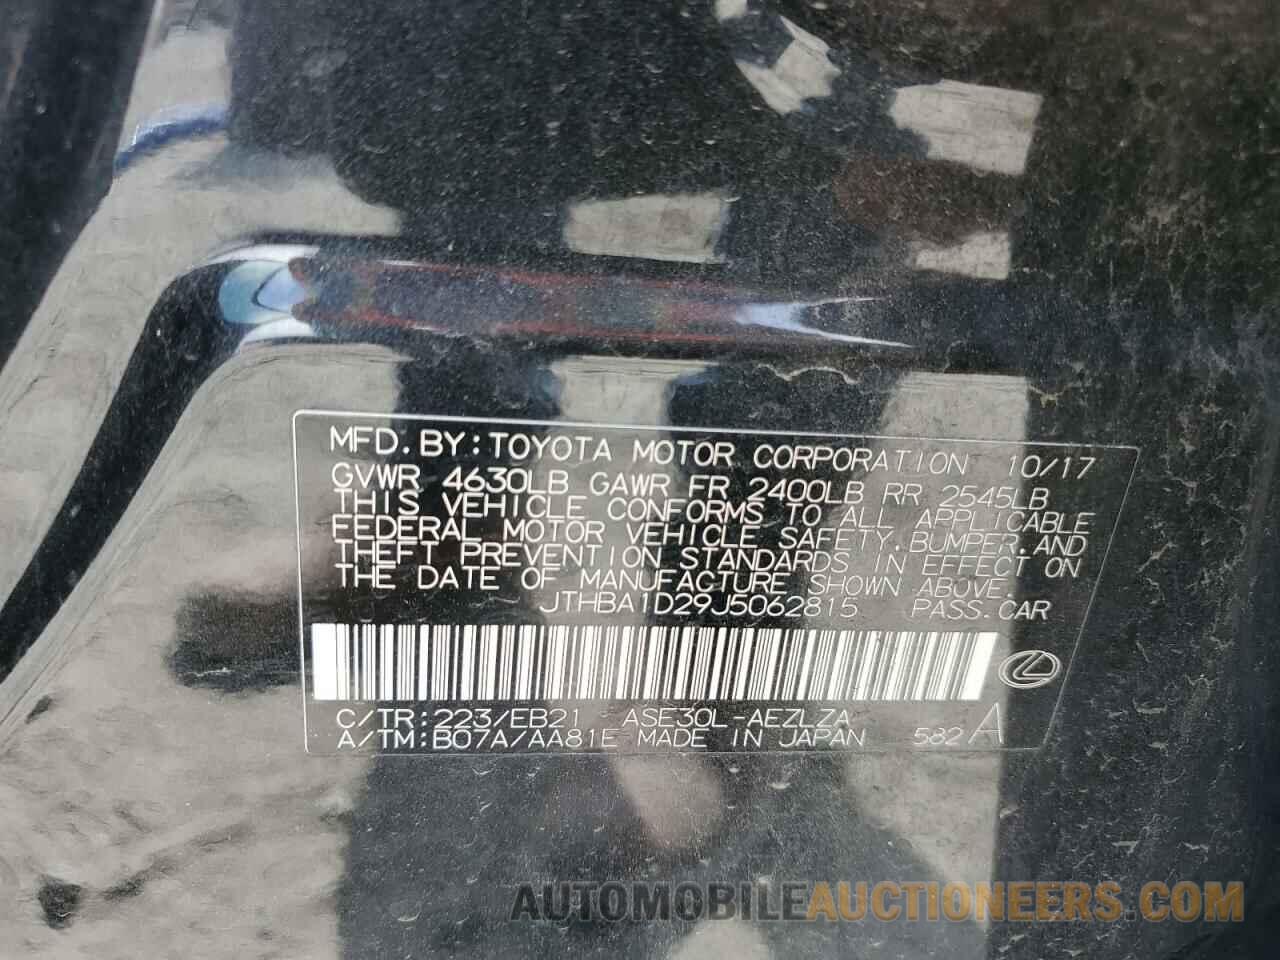 MFD. BY: TOYOTA MOTOR CORPORATION 10/17
GVWR 4630LB GAWR FR 2400LB RR 2545LB
THIS VEHICLE CONFORMS TO ALL APPLICABLE
FEDERAL MOTOR VEHICLE SAFETY, BUMPER, AND
THEFT PREVENTION STANDARDS IN EFFECT ON
THE DATE OF MANUFACTURE SHOWN ABOVE.
JTHBA1D29J5062815 PASS. CAR
C/TR: 223/EB21 ASE30L-AEZLZA
A/TM: B07A/AA81E MADE IN JAPAN 582 A
AUTOMOBILEAUCTIONEERS.COM